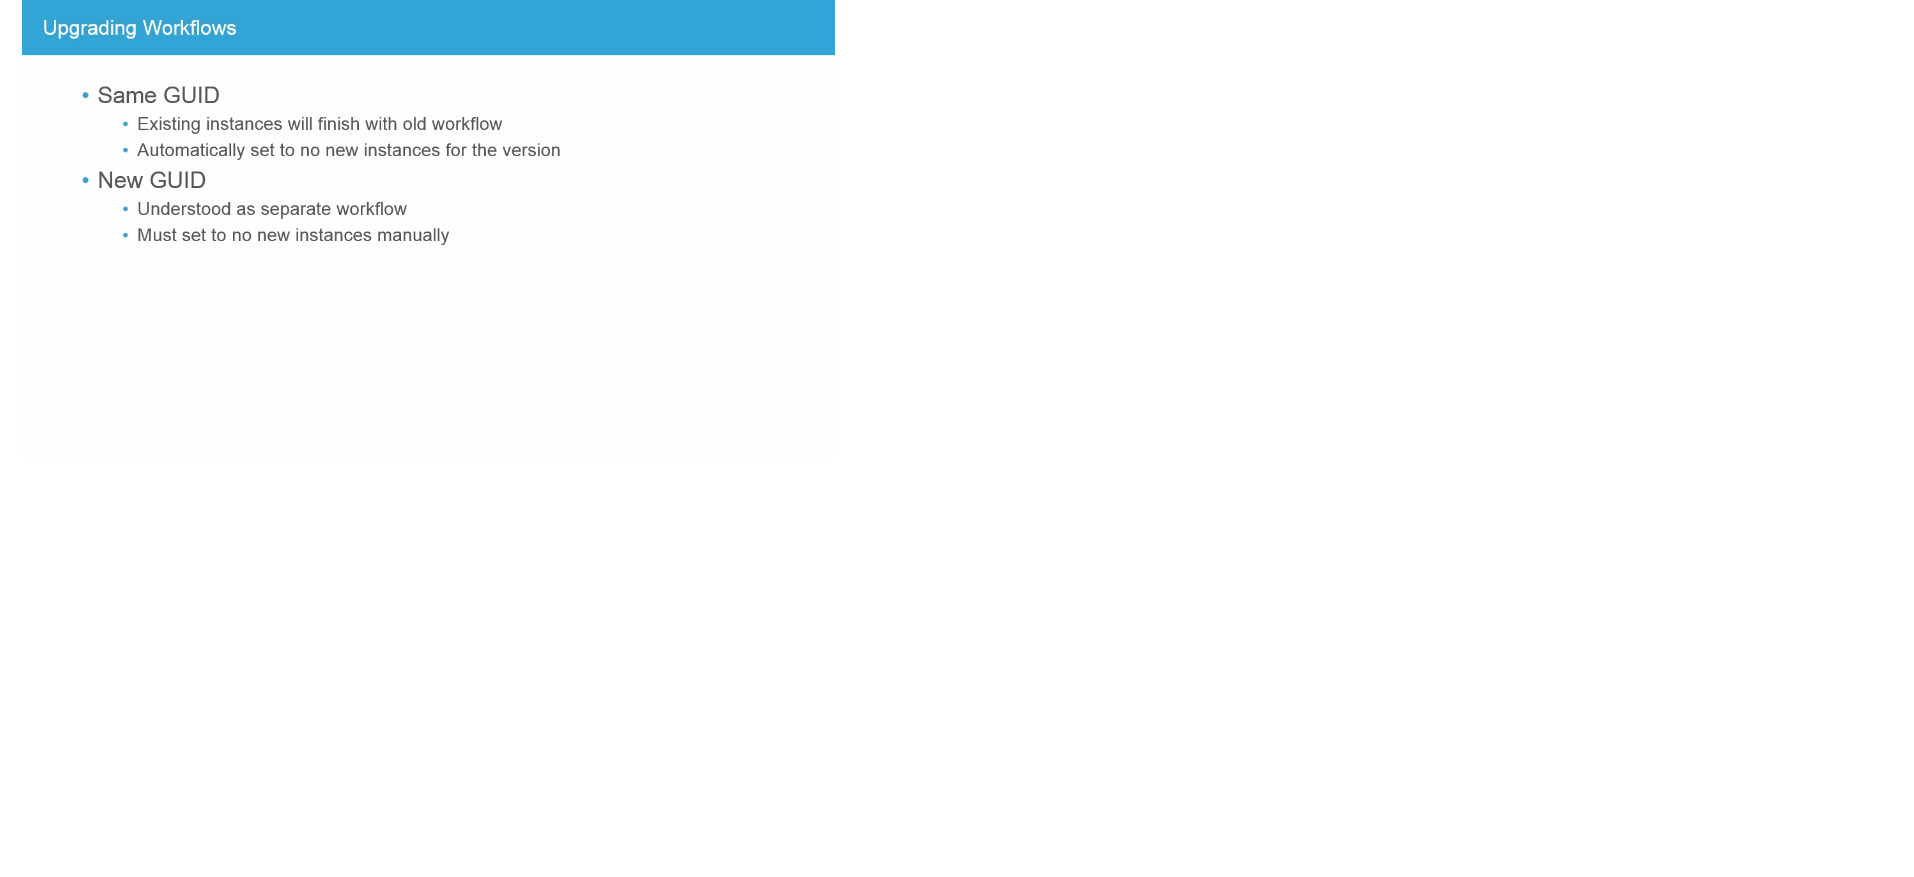 Upgrading Workflows
• Same GUID
• Existing instances will finish with old workflow
• Automatically set to no new instances for the version
• New GUID
• Understood as separate workflow
• Must set to no new instances manually